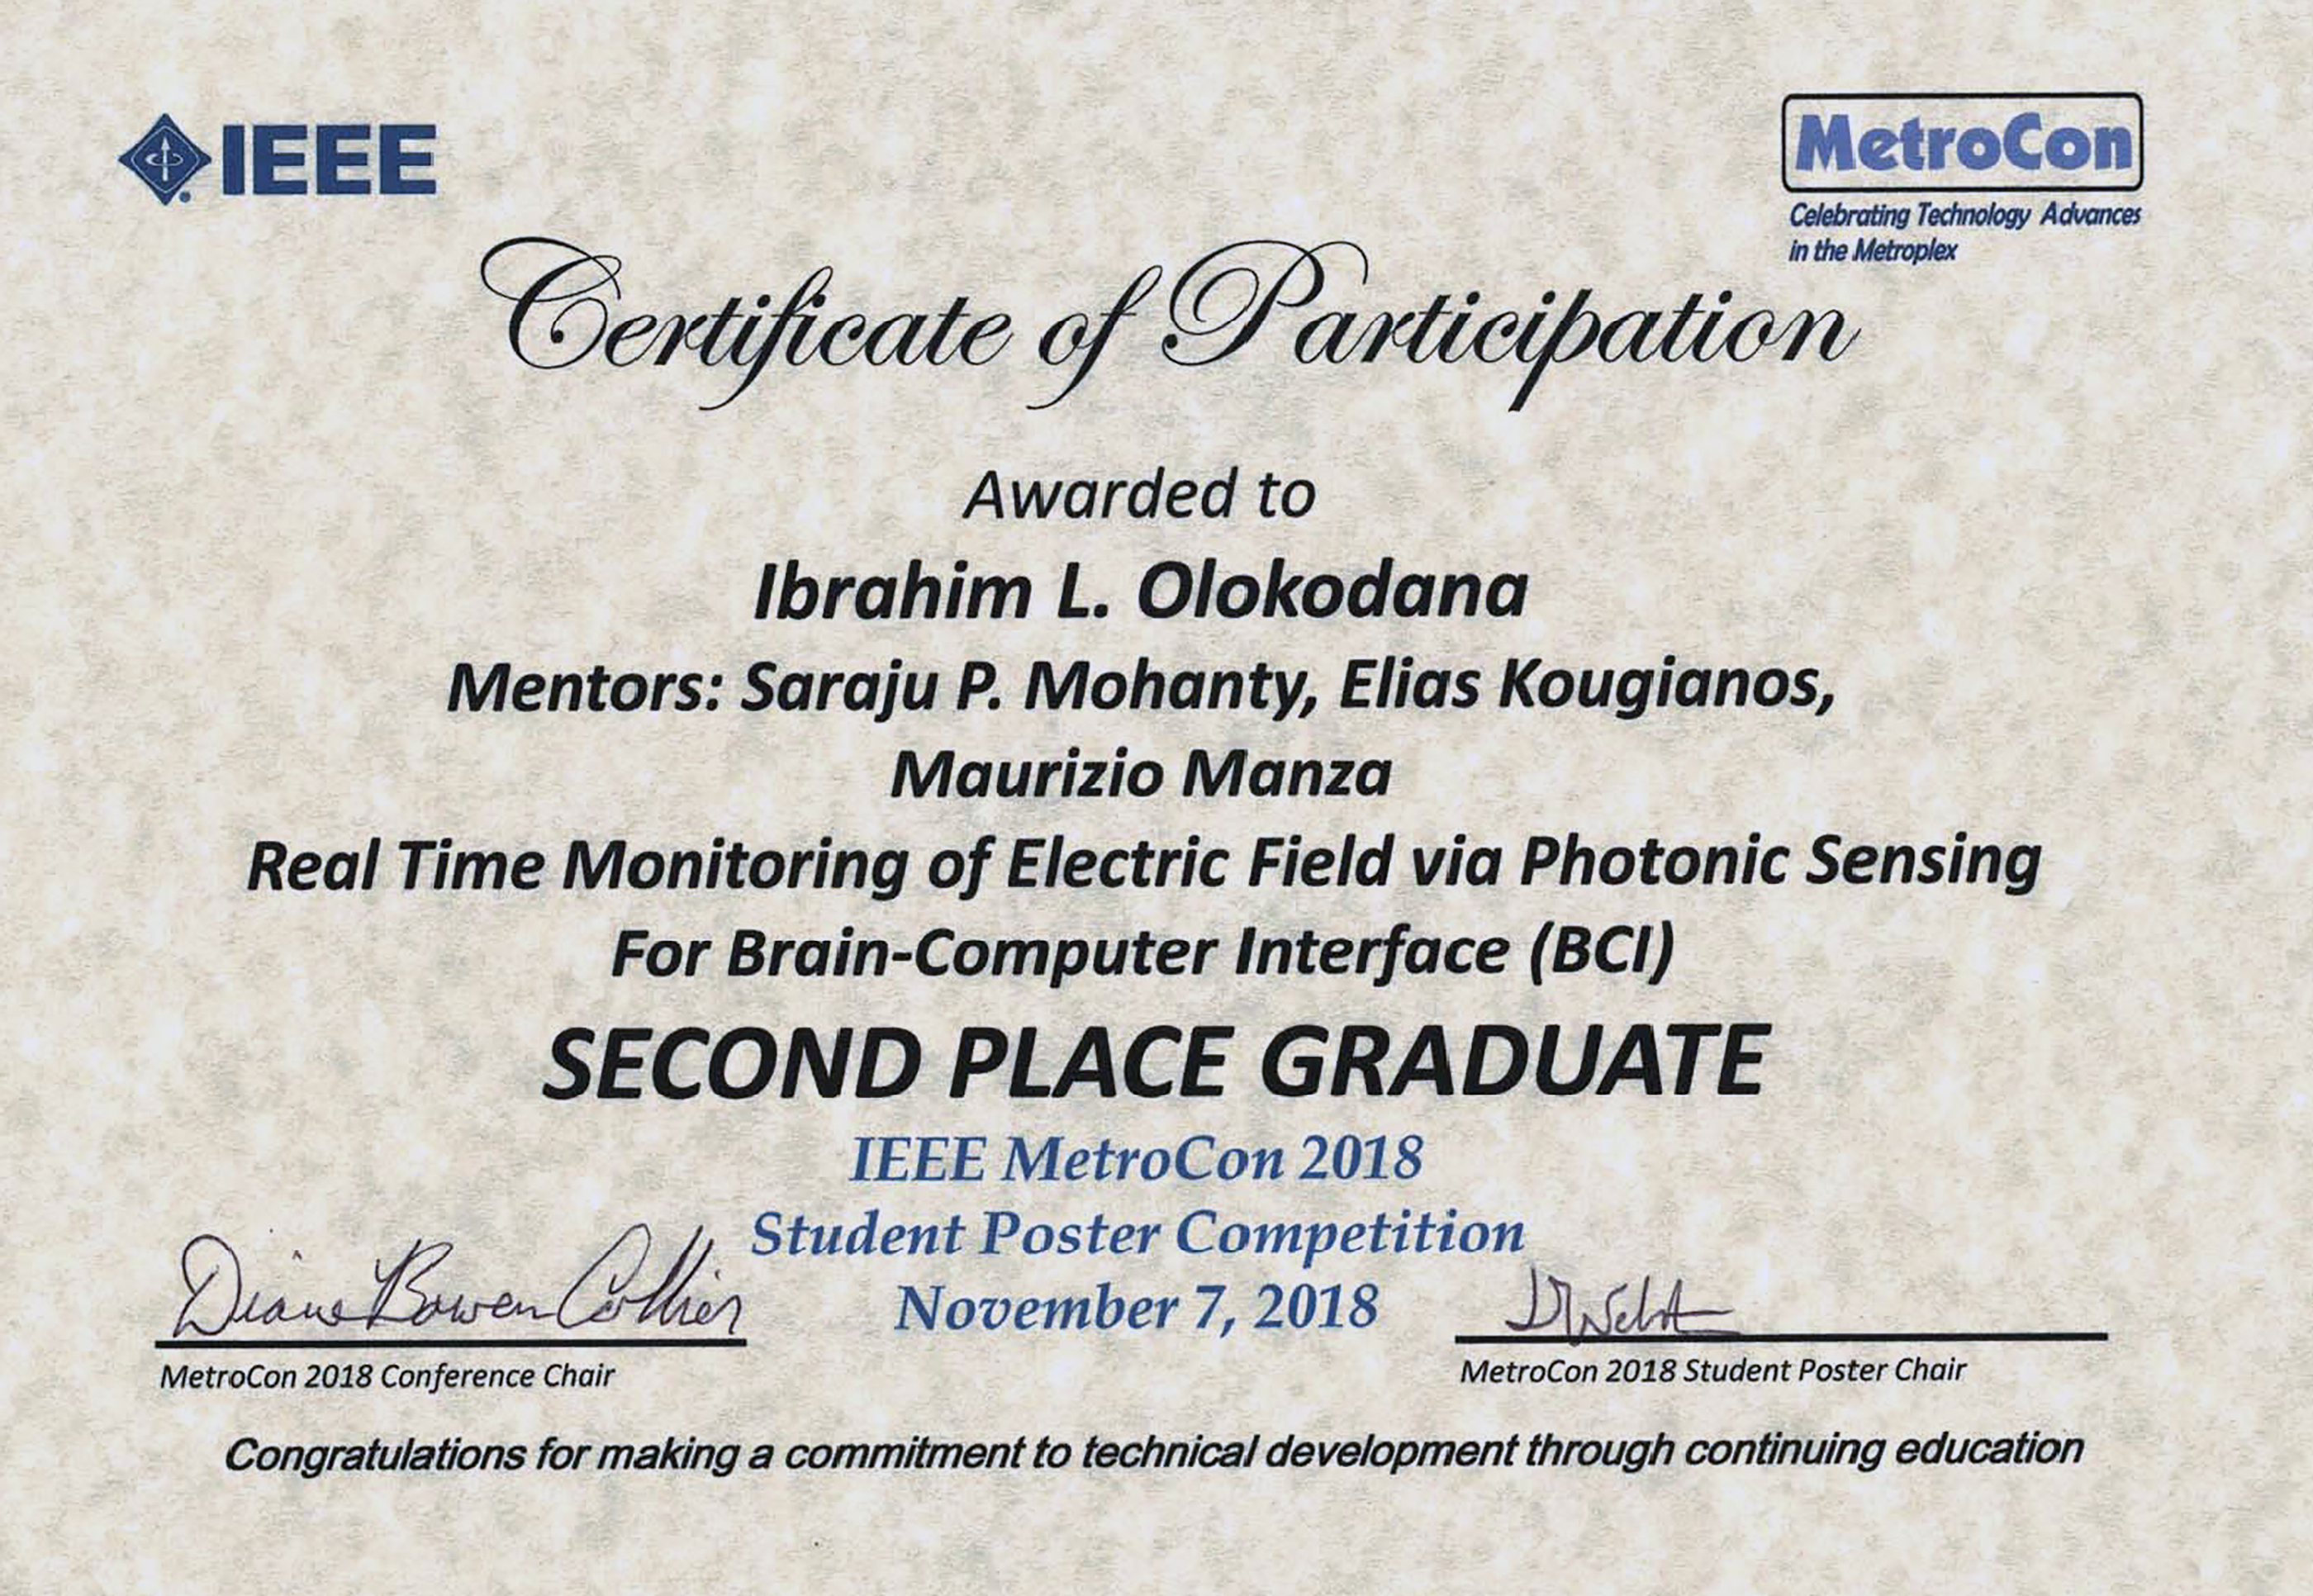 IEEE
MetroCon
Celebrating Technology Advances
in the Metroplex
Certificate of Participation
Awarded to
Ibrahim L. Olokodana
Mentors: Saraju P. Mohanty, Elias Kougianos,
Maurizio Manza
Real Time Monitoring of Electric Field via Photonic Sensing
For Brain-Computer Interface (BCI)
SECOND PLACE GRADUATE
IEEE MetroCon 2018
Student Poster Competition
November 7, 2018
Diane Bowen Collier
MetroCon 2018 Conference Chair
MetroCon 2018 Student Poster Chair
Congratulations for making a commitment to technical development through continuing education